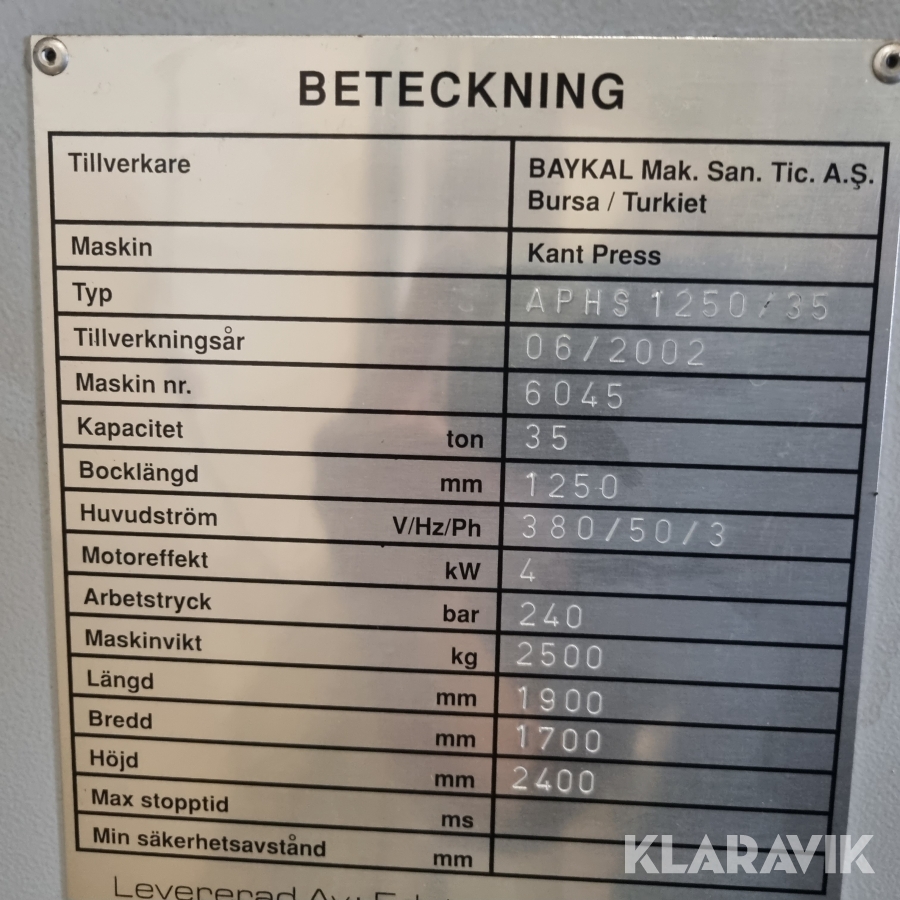 BETECKNING
Tillverkare BAYKAL Mak. San. Tic. A.Ş.
Bursa / Turkiet
Maskin Kant Press
Typ APHS 1250/35
Tillverkningsår 06/2002
Maskin nr. 6045
Kapacitet ton 35
Bocklängd mm 1250
Huvudström V/Hz/Ph 380/50/3
Motoreffekt kW 4
Arbetstryck bar 240
Maskinvikt kg 2500
Längd mm 1900
Bredd mm 1700
Höjd mm 2400
Max stopptid ms
Min säkerhetsavstånd mm
Levererad Av:
KLARAVIK